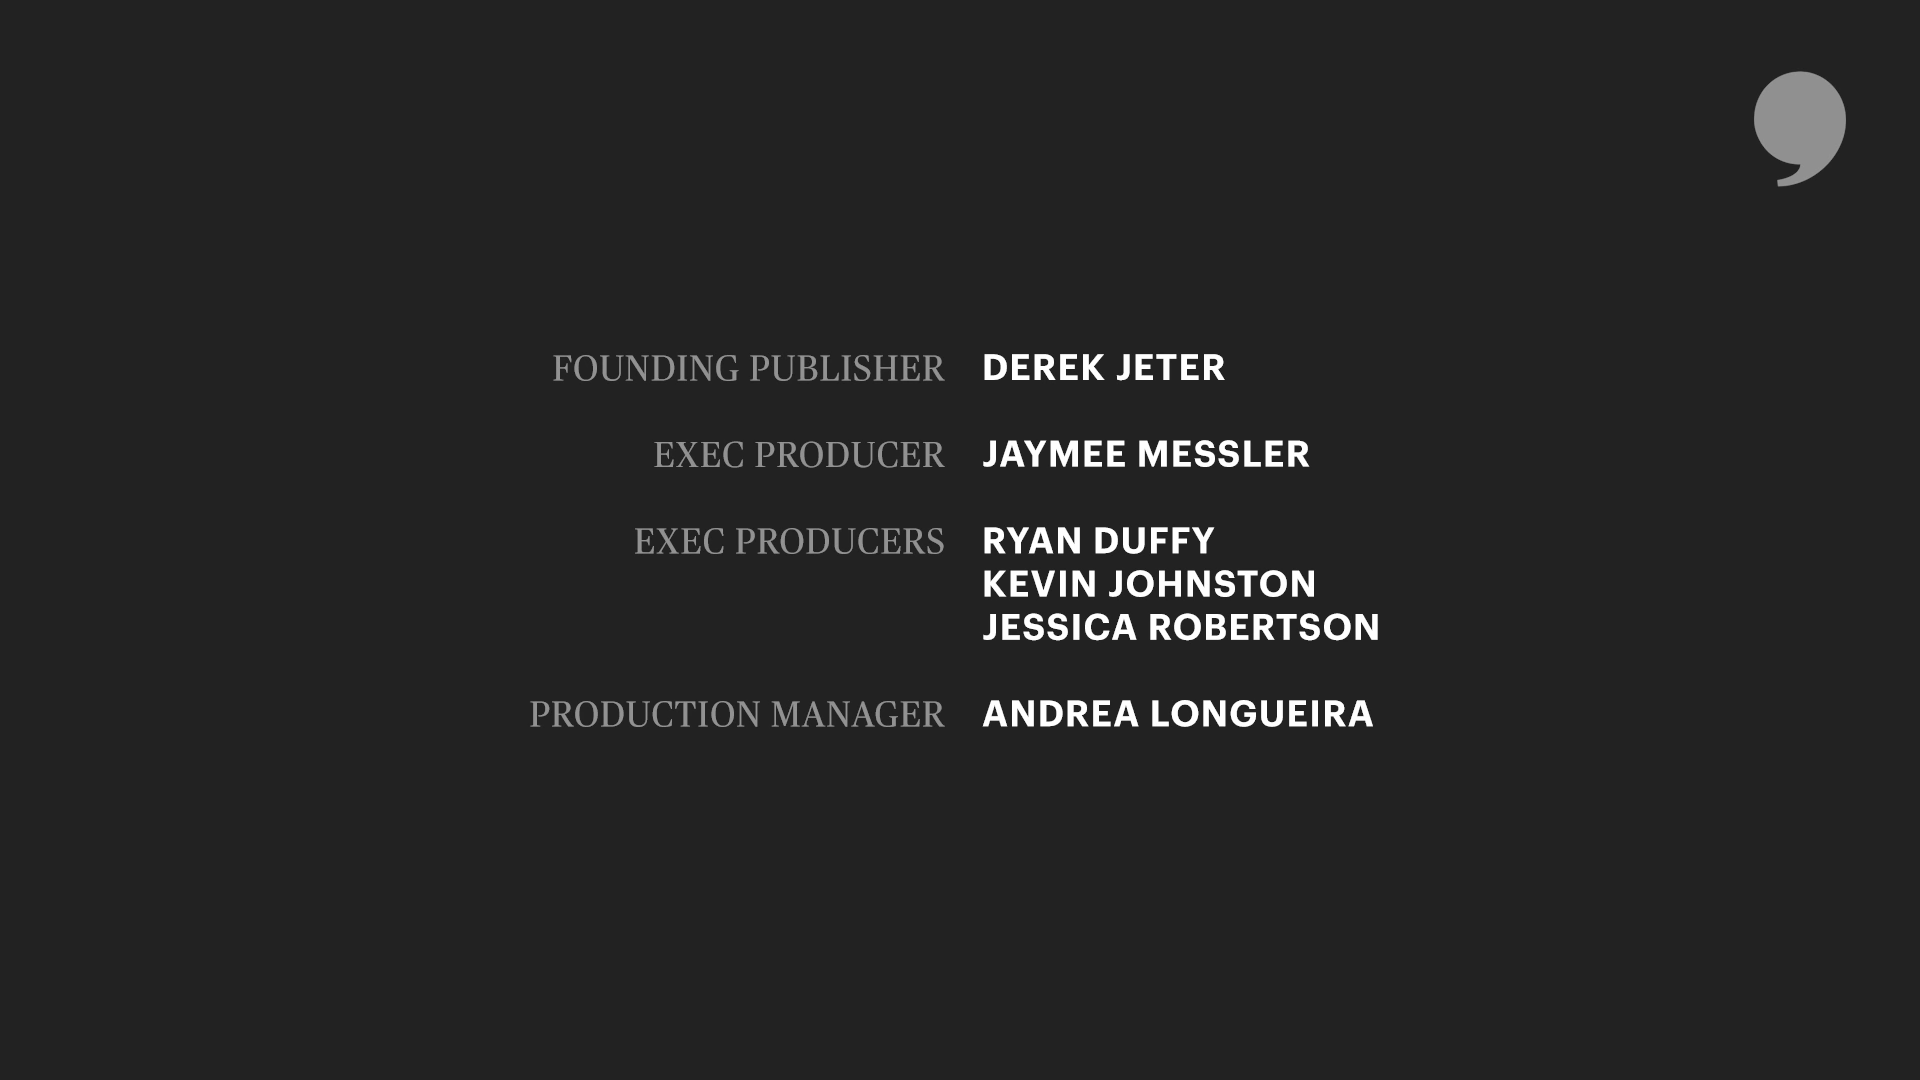 FOUNDING PUBLISHER DEREK JETER
EXEC PRODUCER JAYMEE MESSLER
EXEC PRODUCERS RYAN DUFFY
KEVIN JOHNSTON
JESSICA ROBERTSON
PRODUCTION MANAGER ANDREA LONGUEIRA